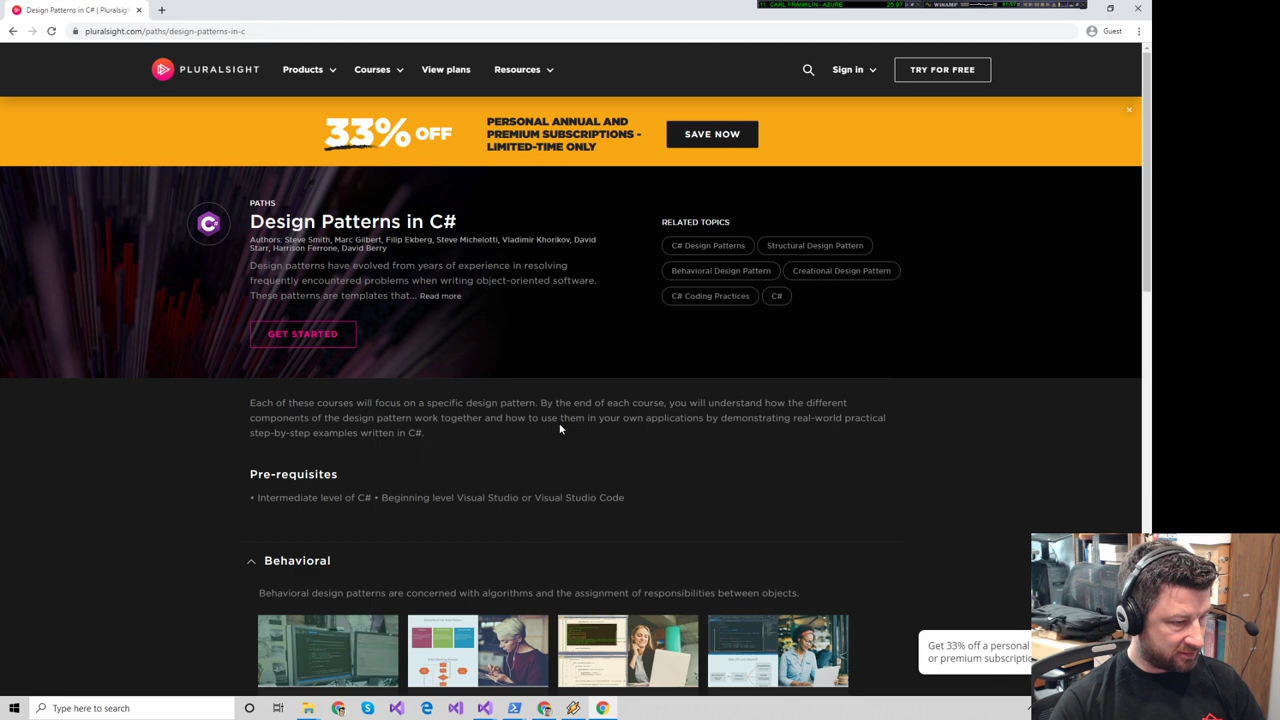 Design Patterns in C# | Pluralsig
11. CARL FRANKLIN - AZURE
WINAMP
pluralsight.com/paths/design-patterns-in-c
Guest
PLURALSIGHT
Products
Courses
View plans
Resources
Sign in
TRY FOR FREE
33% OFF
PERSONAL ANNUAL AND
PREMIUM SUBSCRIPTIONS -
LIMITED-TIME ONLY
SAVE NOW
PATHS
C#
Design Patterns in C#
Authors: Steve Smith, Marc Gilbert, Filip Ekberg, Steve Michelotti, Vladimir Khorikov, David
Starr, Harrison Ferrone, David Berry
Design patterns have evolved from years of experience in resolving
frequently encountered problems when writing object-oriented software.
These patterns are templates that... Read more
GET STARTED
RELATED TOPICS
C# Design Patterns
Structural Design Pattern
Behavioral Design Pattern
Creational Design Pattern
C# Coding Practices
C#
Each of these courses will focus on a specific design pattern. By the end of each course, you will understand how the different
components of the design pattern work together and how to use them in your own applications by demonstrating real-world practical
step-by-step examples written in C#.
Pre-requisites
• Intermediate level of C# • Beginning level Visual Studio or Visual Studio Code
Behavioral
Behavioral design patterns are concerned with algorithms and the assignment of responsibilities between objects.
Get 33% off a personal
or premium subscriptio
Type here to search